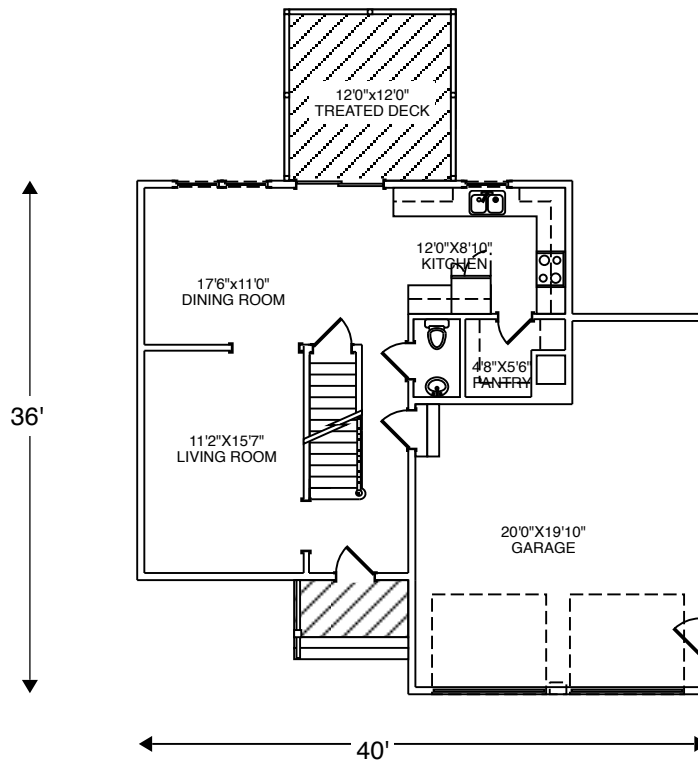 12'0"x12'0"
TREATED DECK
12'0"X8'10"
KITCHEN
17'6"x11'0"
DINING ROOM
4'8"X5'6"
PANTRY
36'
11'2"X15'7"
LIVING ROOM
20'0"X19'10"
GARAGE
40'